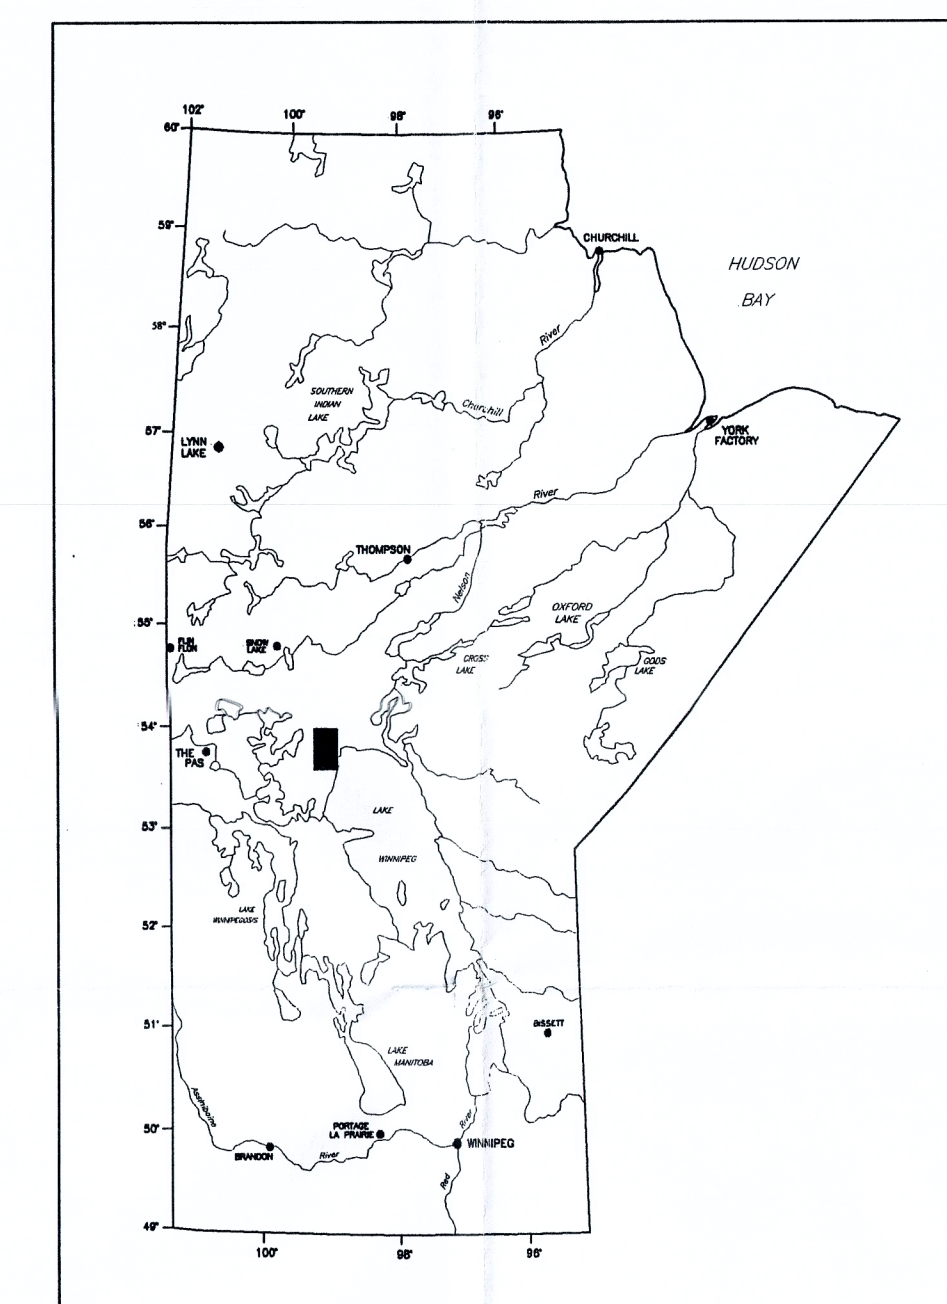 102°
100°
98°
96°
60°
59°
CHURCHILL
HUDSON
BAY
58°
River
SOUTHERN
INDIAN
LAKE
Churchill
57°
LYNN
LAKE
YORK
FACTORY
River
56°
THOMPSON
Nelson
OXFORD
LAKE
55°
FLIN
FLON
SNOW
LAKE
CROSS
LAKE
GODS
LAKE
54°
THE
PAS
LAKE
53°
WINNIPEG
LAKE
WINNIPEGOSIS
52°
51°
BISSETT
LAKE
MANITOBA
Assiniboine
50°
PORTAGE
LA PRAIRIE
River
WINNIPEG
BRANDON
River
Red
49°
100°
98°
96°